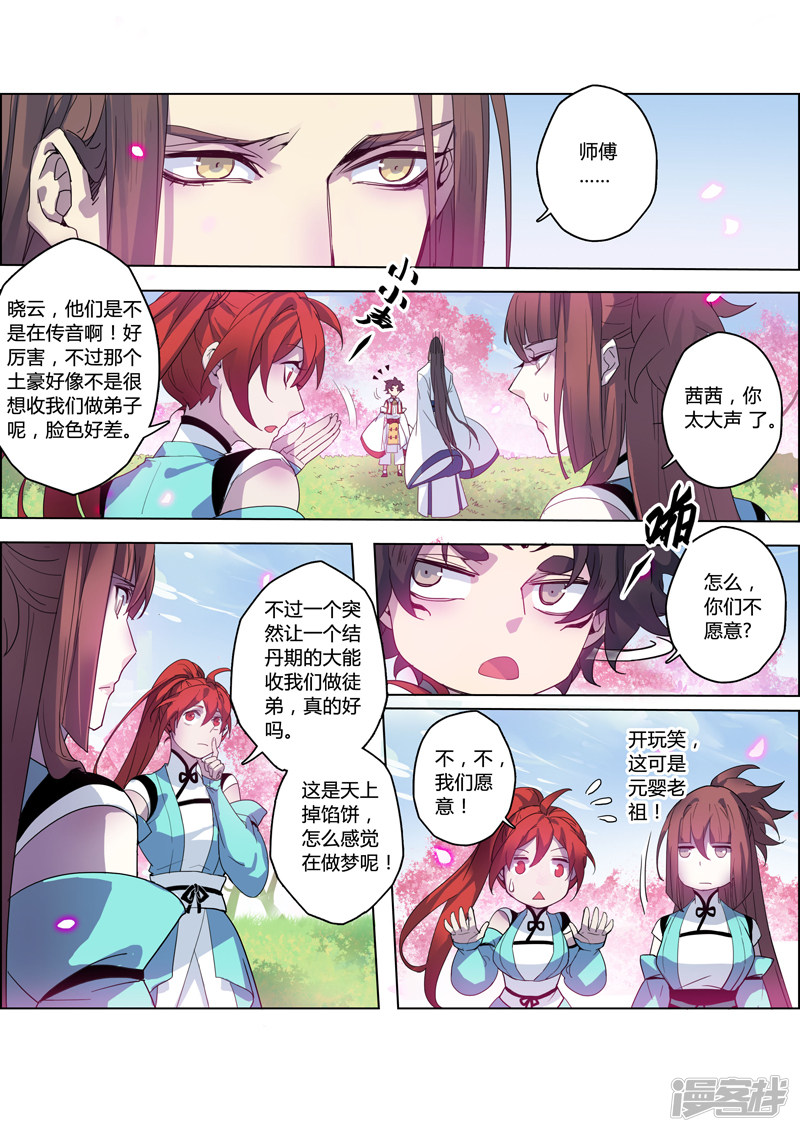 师傅
……
晓云，他们是不
是在传音啊！好
厉害，不过那个
土豪好像不是很
想收我们做弟子
呢，脸色好差。
小小声
茜茜，你
太大声 了。
啪
不过一个突
然让一个结
丹期的大能
收我们做徒
弟，真的好
吗。
这是天上
掉馅饼，
怎么感觉
在做梦呢！
怎么，
你们不
愿意?
不，不，
我们愿
意！
开玩笑，
这可是
元婴老
祖！
漫客栈